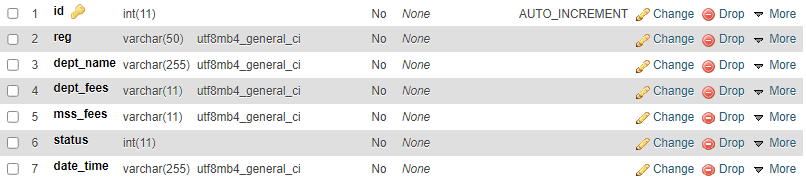 1 id int(11) No None AUTO_INCREMENT Change Drop More
2 reg varchar(50) utf8mb4_general_ci No None Change Drop More
3 dept_name varchar(255) utf8mb4_general_ci No None Change Drop More
4 dept_fees varchar(11) utf8mb4_general_ci No None Change Drop More
5 mss_fees varchar(11) utf8mb4_general_ci No None Change Drop More
6 status int(11) No None Change Drop More
7 date_time varchar(255) utf8mb4_general_ci No None Change Drop More